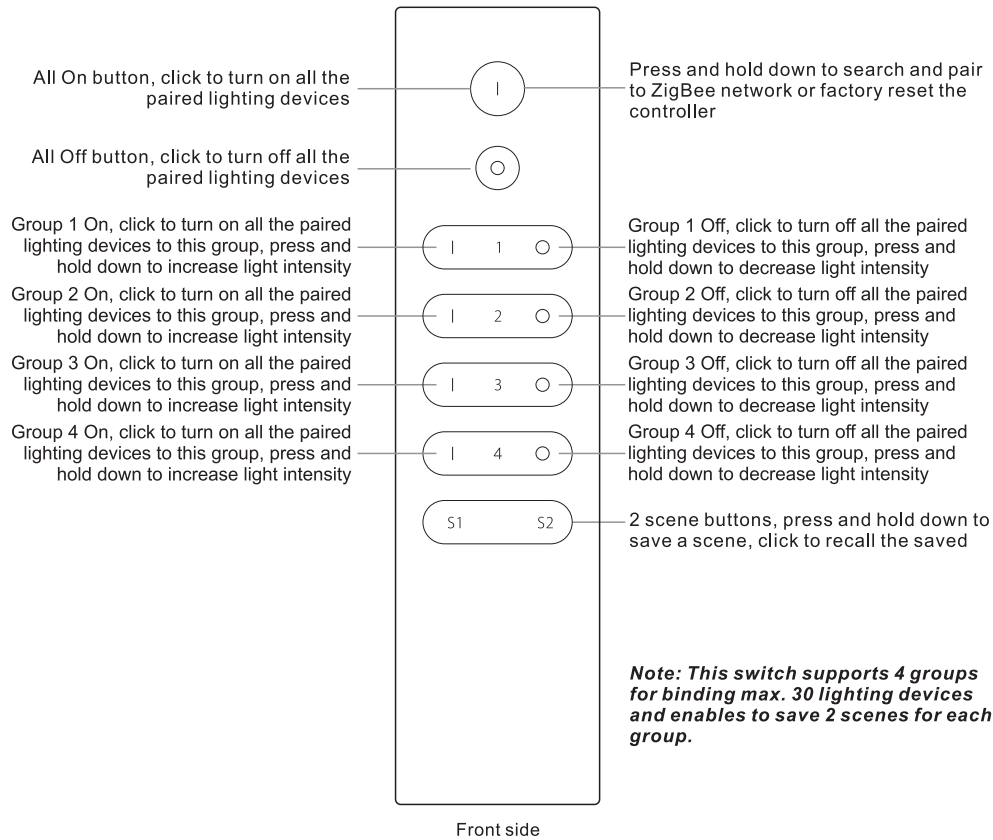 All On button, click to turn on all the
paired lighting devices
Press and hold down to search and pair
to ZigBee network or factory reset the
controller
I
All Off button, click to turn off all the
paired lighting devices
O
Group 1 On, click to turn on all the paired
lighting devices to this group, press and
hold down to increase light intensity
I 1 O
Group 1 Off, click to turn off all the paired
lighting devices to this group, press and
hold down to decrease light intensity
Group 2 On, click to turn on all the paired
lighting devices to this group, press and
hold down to increase light intensity
I 2 O
Group 2 Off, click to turn off all the paired
lighting devices to this group, press and
hold down to decrease light intensity
Group 3 On, click to turn on all the paired
lighting devices to this group, press and
hold down to increase light intensity
I 3 O
Group 3 Off, click to turn off all the paired
lighting devices to this group, press and
hold down to decrease light intensity
Group 4 On, click to turn on all the paired
lighting devices to this group, press and
hold down to increase light intensity
I 4 O
Group 4 Off, click to turn off all the paired
lighting devices to this group, press and
hold down to decrease light intensity
S1 S2
2 scene buttons, press and hold down to
save a scene, click to recall the saved
Note: This switch supports 4 groups
for binding max. 30 lighting devices
and enables to save 2 scenes for each
group.
Front side